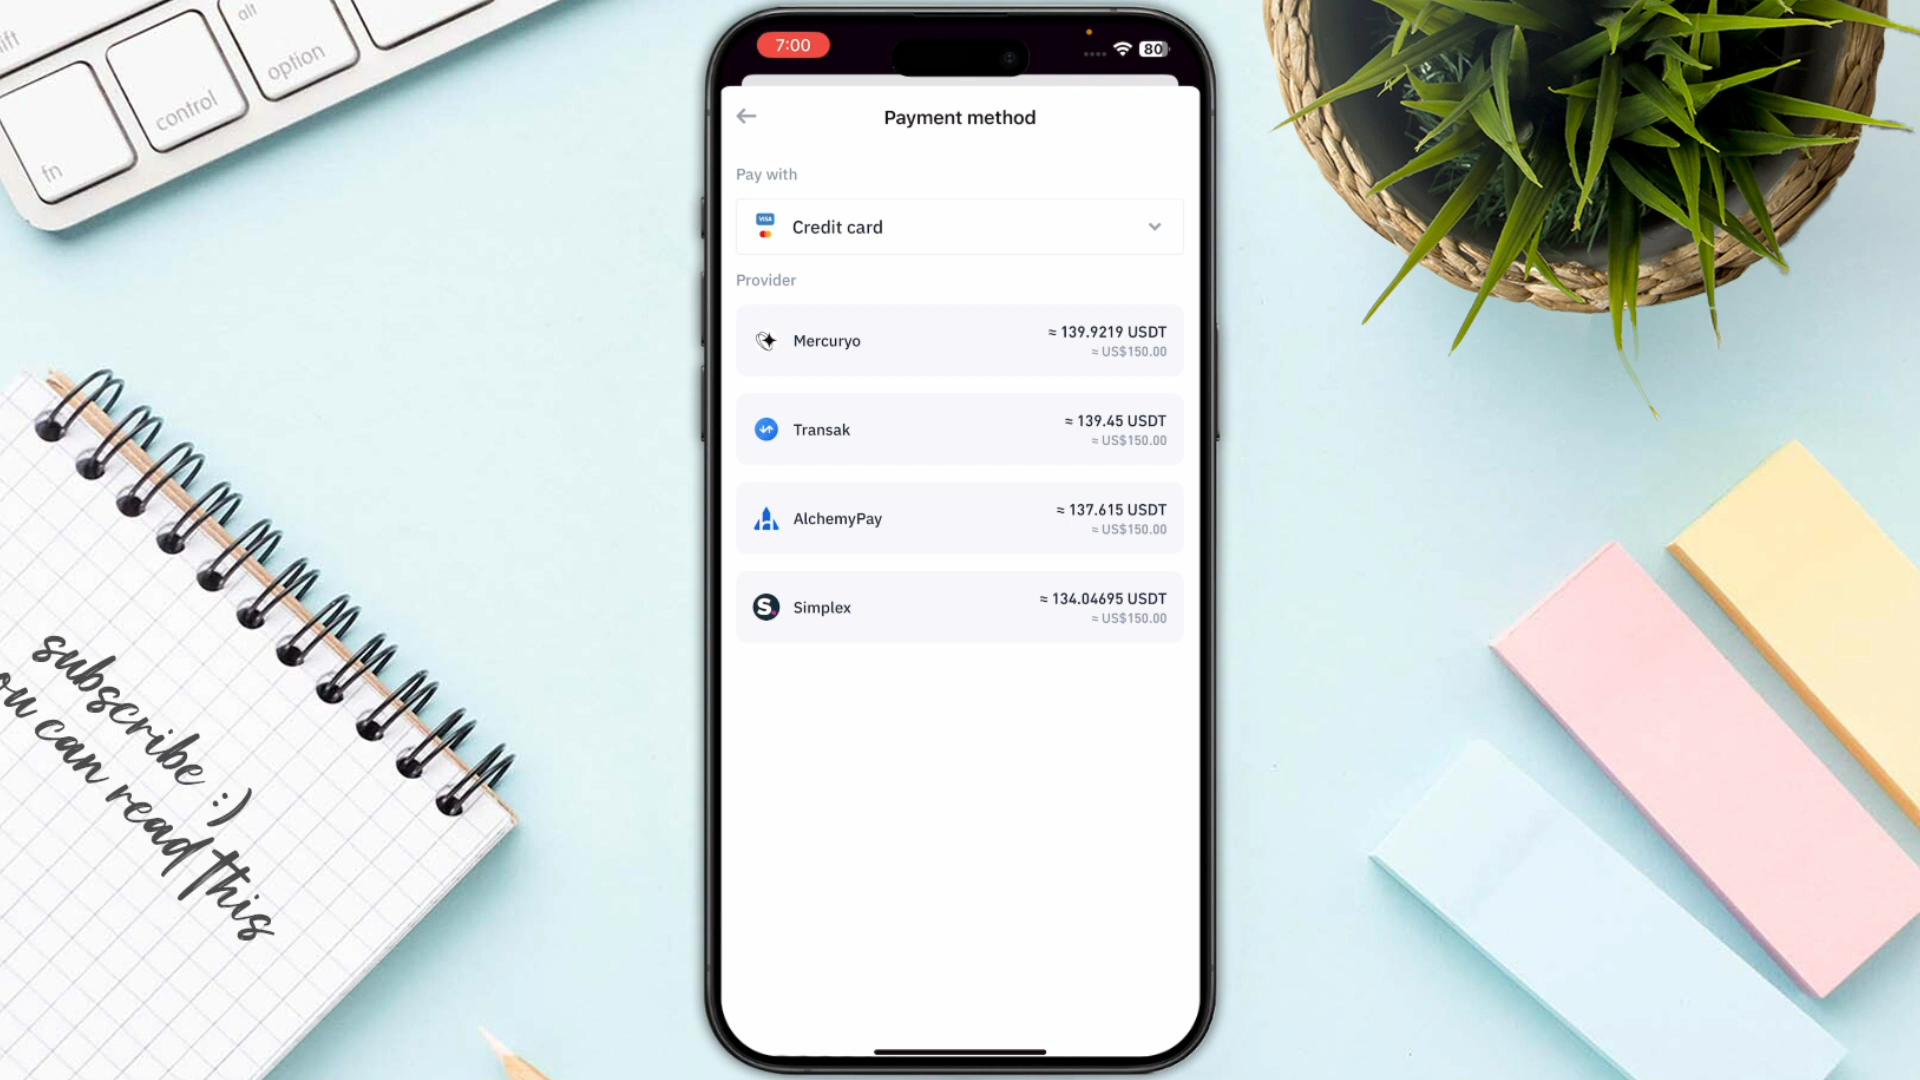 alt
option
control
fn
7:00
80
Payment method
Pay with
VISA
Credit card
Provider
Mercuryo
≈ 139.9219 USDT
≈ US$150.00
Transak
≈ 139.45 USDT
≈ US$150.00
AlchemyPay
≈ 137.615 USDT
≈ US$150.00
S
Simplex
≈ 134.04695 USDT
≈ US$150.00
subscribe :)
can read this